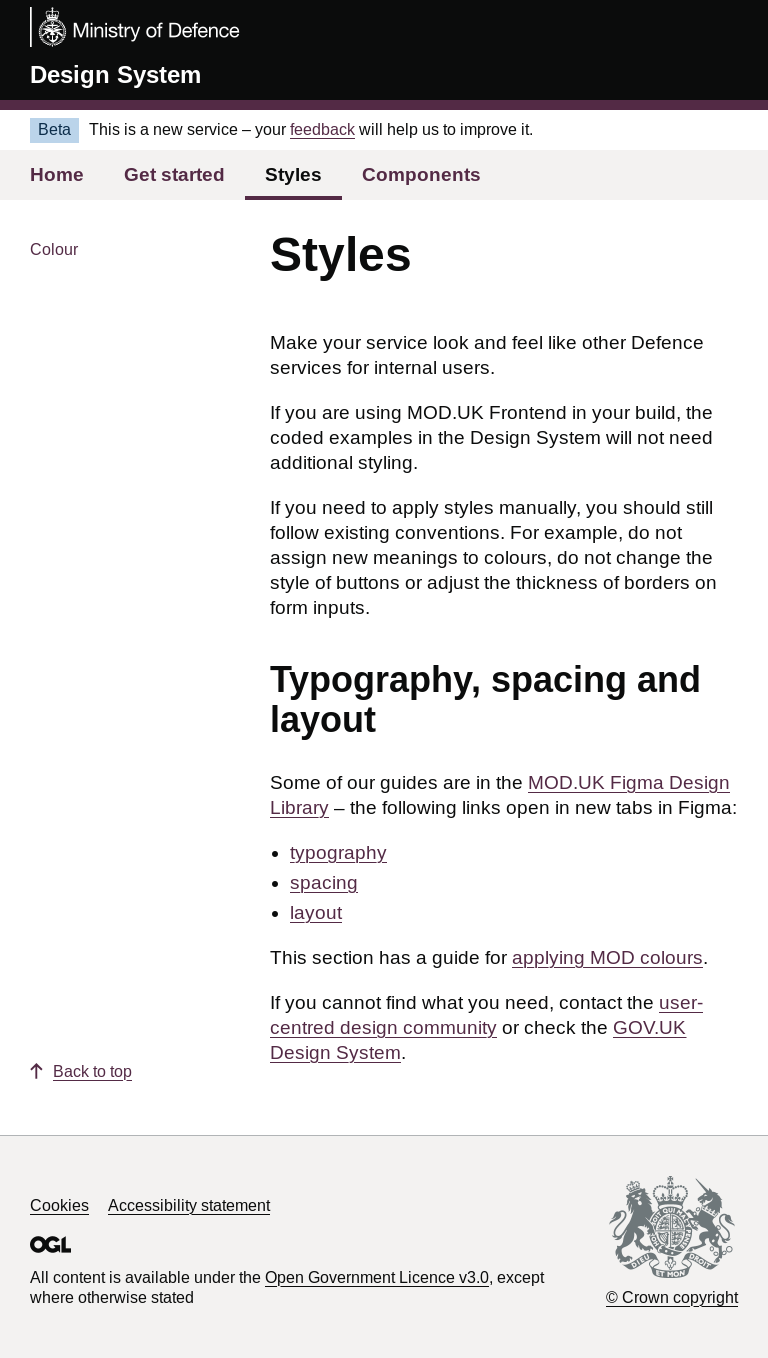 Ministry of Defence
Design System
Beta This is a new service – your feedback will help us to improve it.
Home Get started Styles Components
Colour
Styles
Make your service look and feel like other Defence
services for internal users.
If you are using MOD.UK Frontend in your build, the
coded examples in the Design System will not need
additional styling.
If you need to apply styles manually, you should still
follow existing conventions. For example, do not
assign new meanings to colours, do not change the
style of buttons or adjust the thickness of borders on
form inputs.
Typography, spacing and
layout
Some of our guides are in the MOD.UK Figma Design
Library – the following links open in new tabs in Figma:
• typography
• spacing
• layout
This section has a guide for applying MOD colours.
If you cannot find what you need, contact the user-
centred design community or check the GOV.UK
Design System.
Back to top
Cookies Accessibility statement
OGL
All content is available under the Open Government Licence v3.0, except
where otherwise stated
DIEU ET MON DROIT
© Crown copyright